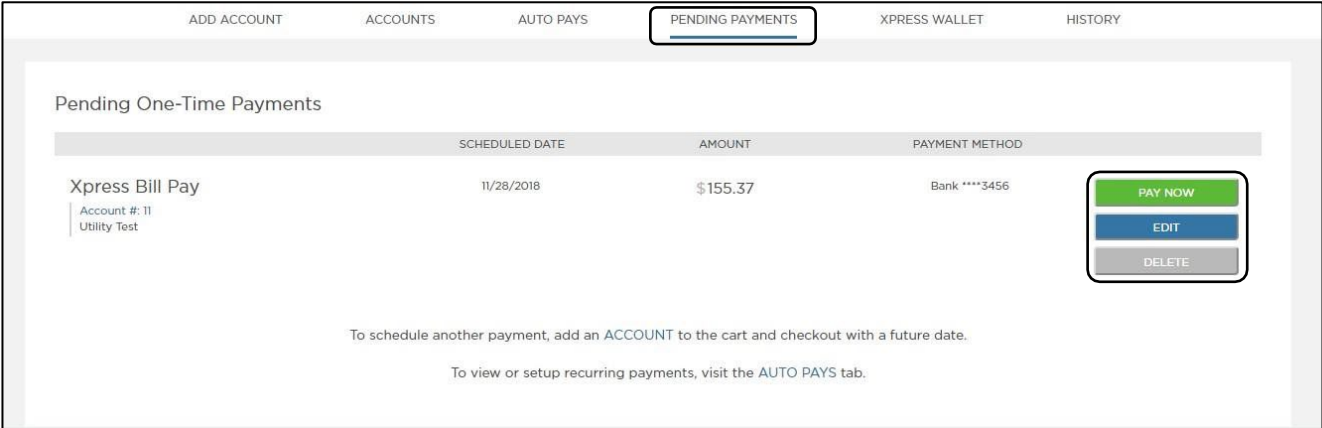 ADD ACCOUNT ACCOUNTS AUTO PAYS PENDING PAYMENTS XPRESS WALLET HISTORY
Pending One-Time Payments
SCHEDULED DATE AMOUNT PAYMENT METHOD
Xpress Bill Pay 11/28/2018 $155.37 Bank ****3456 PAY NOW
Account #: 11
Utility Test
EDIT
DELETE
To schedule another payment, add an ACCOUNT to the cart and checkout with a future date.
To view or setup recurring payments, visit the AUTO PAYS tab.